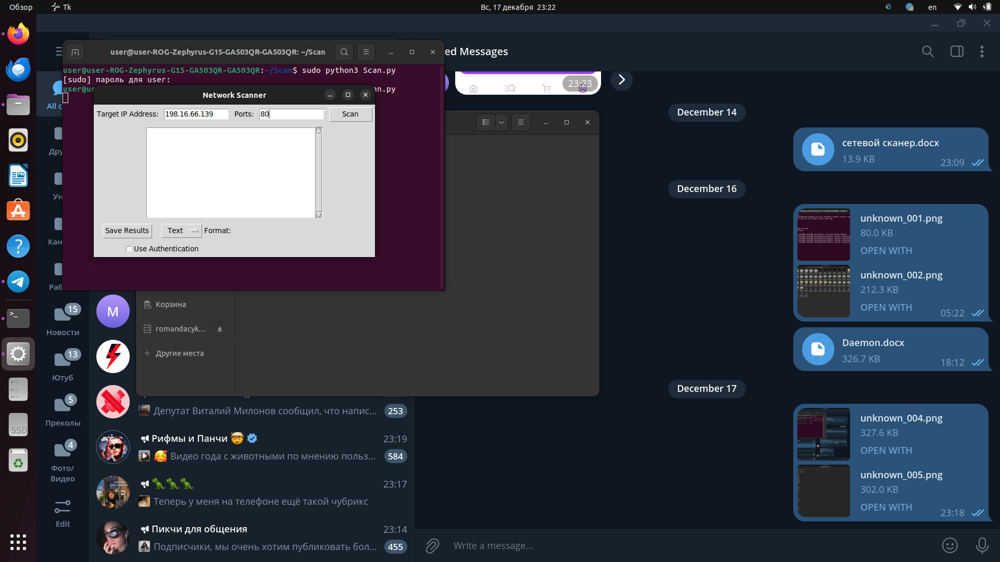 Обзор
Tk
Вс, 17 декабря 23:22
en
user@user-ROG-Zephyrus-G15-GA503QR-GA503QR: ~/Scan
user@user-ROG-Zephyrus-G15-GA503QR-GA503QR:~/Scan$ sudo python3 Scan.py
[sudo] пароль для user:
user@us
an.py
Network Scanner
Target IP Address: 198.16.66.139 Ports: 80 Scan
Save Results Text Format:
Use Authentication
All c
Дру
Ун
Кан
Раб
15
Новости
13
Ютуб
5
Преколы
4
Фото/
Видео
Edit
SSD
M
Корзина
romandacyk...
Другие места
Депутат Виталий Милонов сообщил, что напис... 253
Рифмы и Панчи 23:19
Видео года с животными по мнению польз... 584
23:17
Теперь у меня на телефоне ещё такой чубрикс
Пикчи для общения 23:14
Подписчики, мы очень хотим публиковать бол... 455
ed Messages
23:23
December 14
сетевой сканер.docx
13.9 KB
23:09
December 16
unknown_001.png
80.0 KB
OPEN WITH
unknown_002.png
212.3 KB
OPEN WITH
05:22
Daemon.docx
326.7 KB
18:12
December 17
unknown_004.png
327.6 KB
OPEN WITH
unknown_005.png
302.0 KB
OPEN WITH
23:18
Write a message...